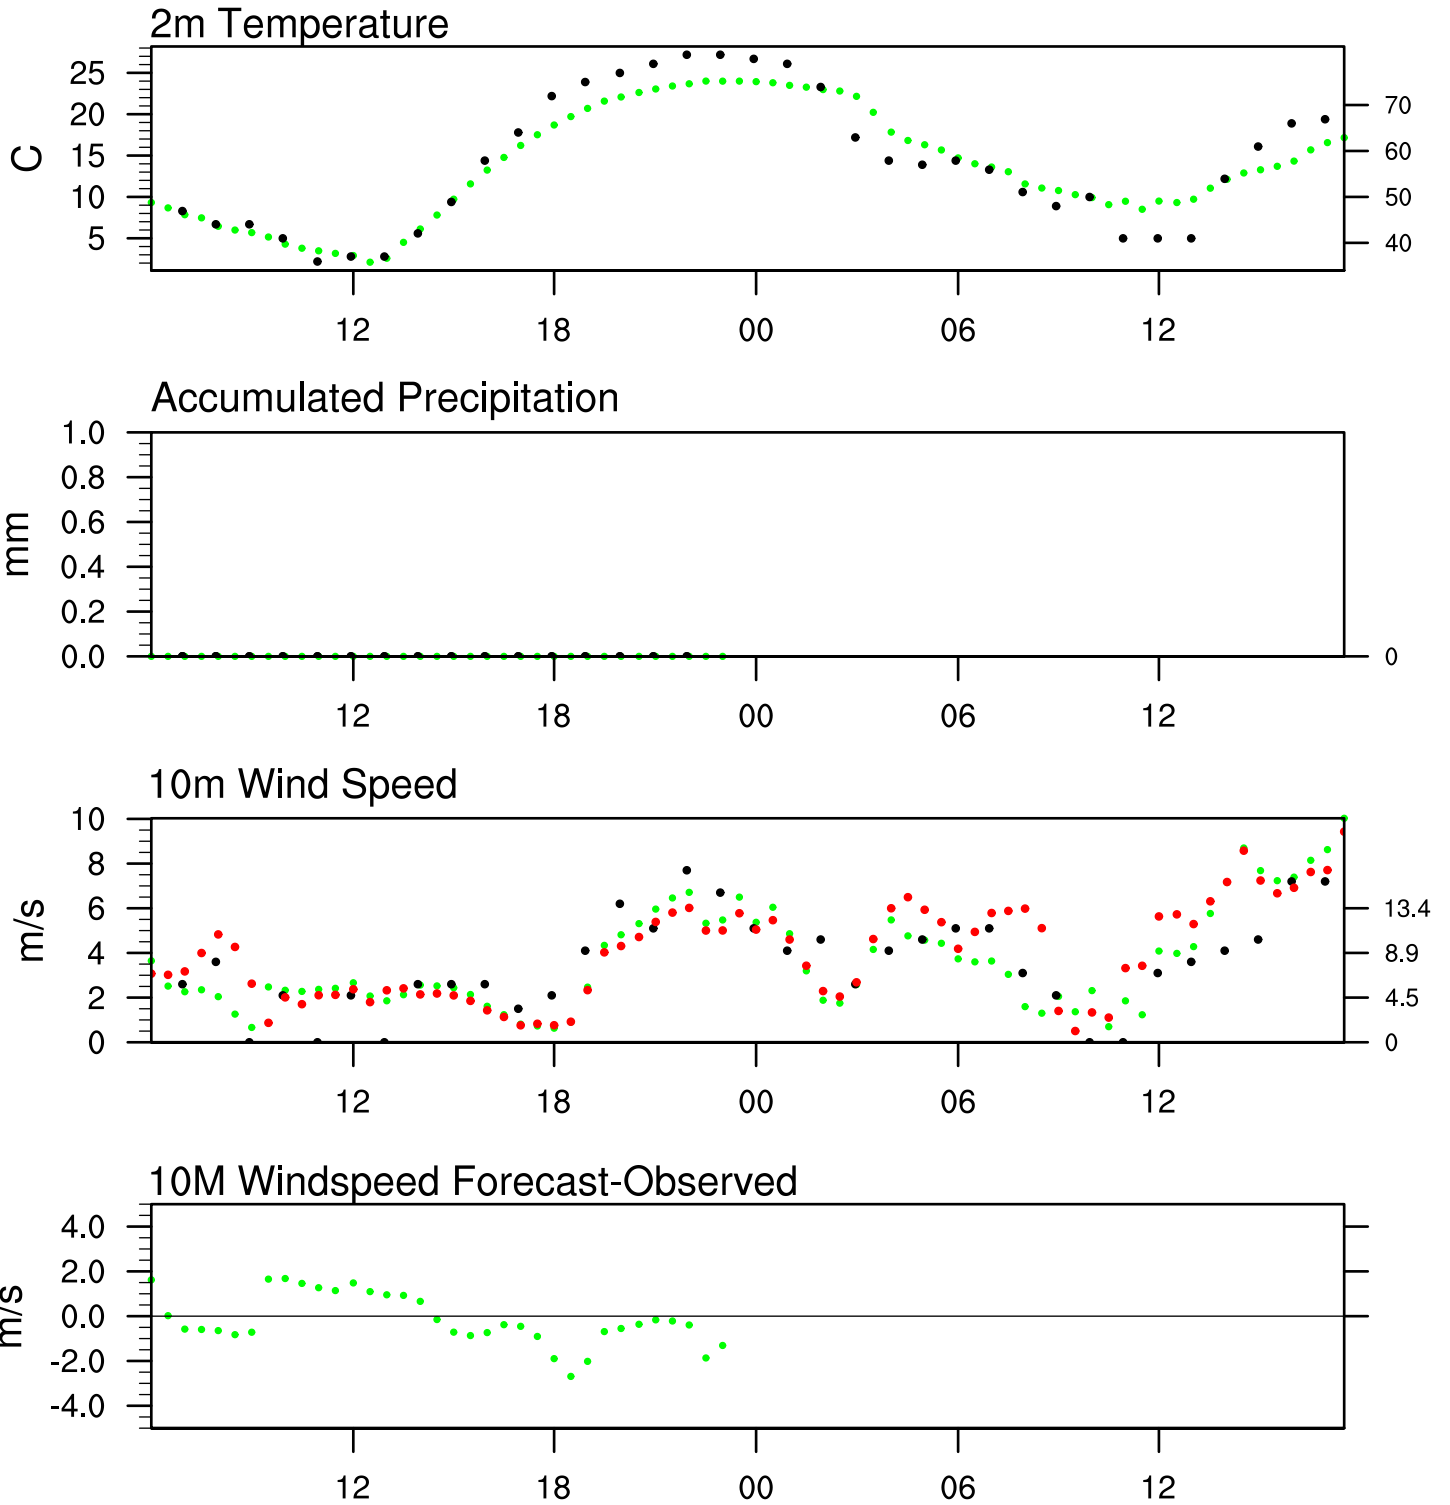 2m Temperature
C
25
20
15
10
5
70
60
50
40
12 18 00 06 12
Accumulated Precipitation
mm
1.0
0.8
0.6
0.4
0.2
0.0
0
12 18 00 06 12
10m Wind Speed
m/s
10
8
6
4
2
0
13.4
8.9
4.5
0
12 18 00 06 12
10M Windspeed Forecast-Observed
m/s
4.0
2.0
0.0
-2.0
-4.0
12 18 00 06 12